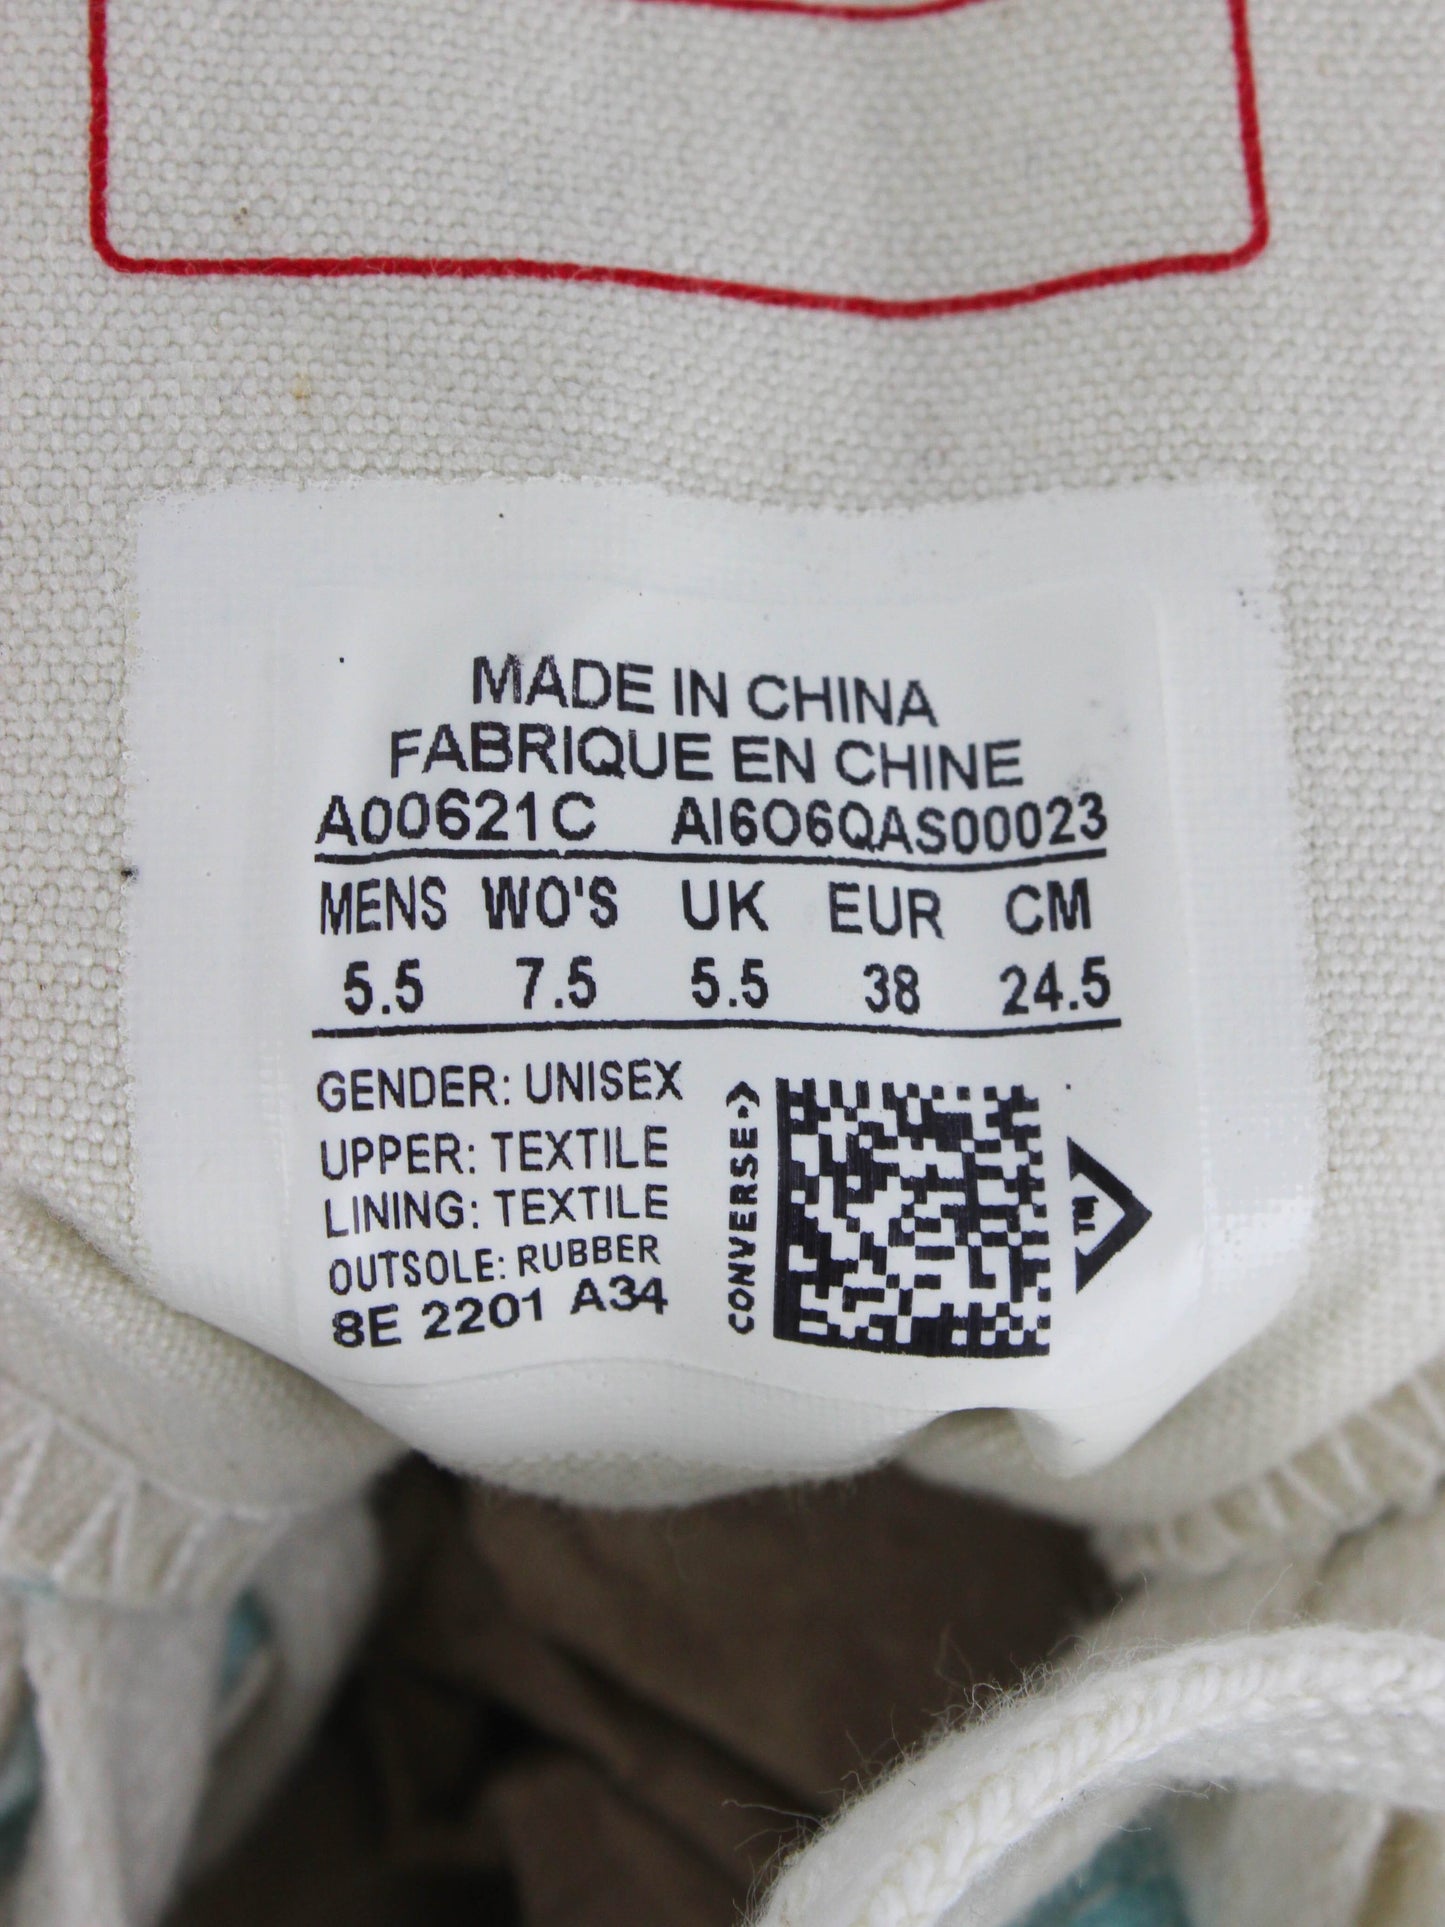 MADE IN CHINA
FABRIQUE EN CHINE
A00621C AI6O6QAS00023
MENS WO'S UK EUR CM
5.5 7.5 5.5 38 24.5
GENDER: UNISEX
UPPER: TEXTILE
LINING: TEXTILE
OUTSOLE: RUBBER
8E 2201 A34
CONVERSE
TM